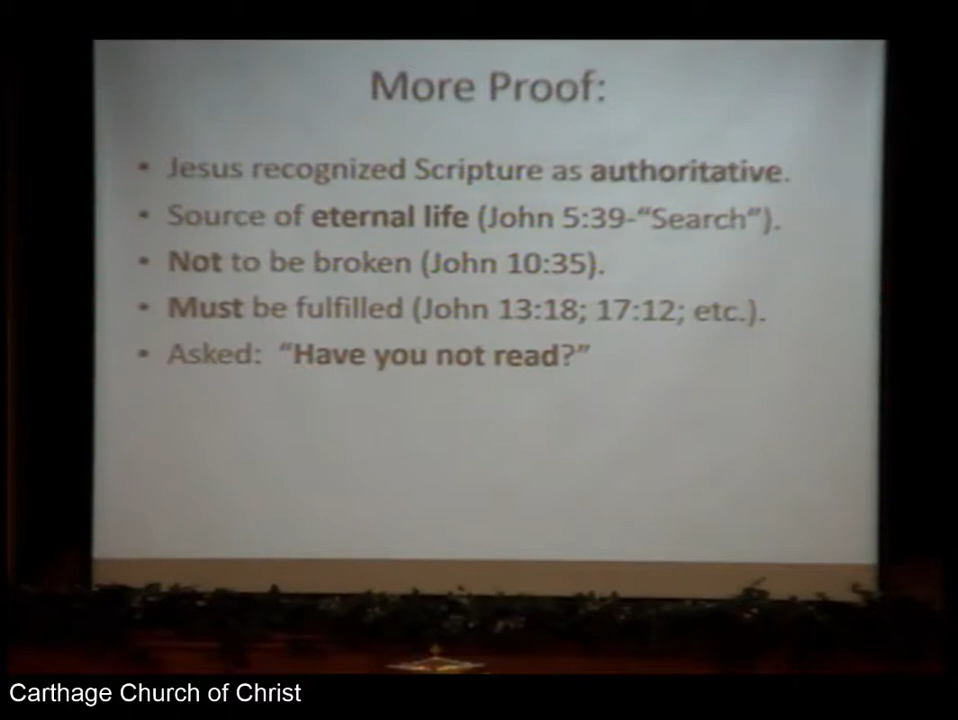 More Proof:
• Jesus recognized Scripture as authoritative.
• Source of eternal life (John 5:39-“Search”).
• Not to be broken (John 10:35).
• Must be fulfilled (John 13:18; 17:12; etc.).
• Asked: “Have you not read?”
Carthage Church of Christ